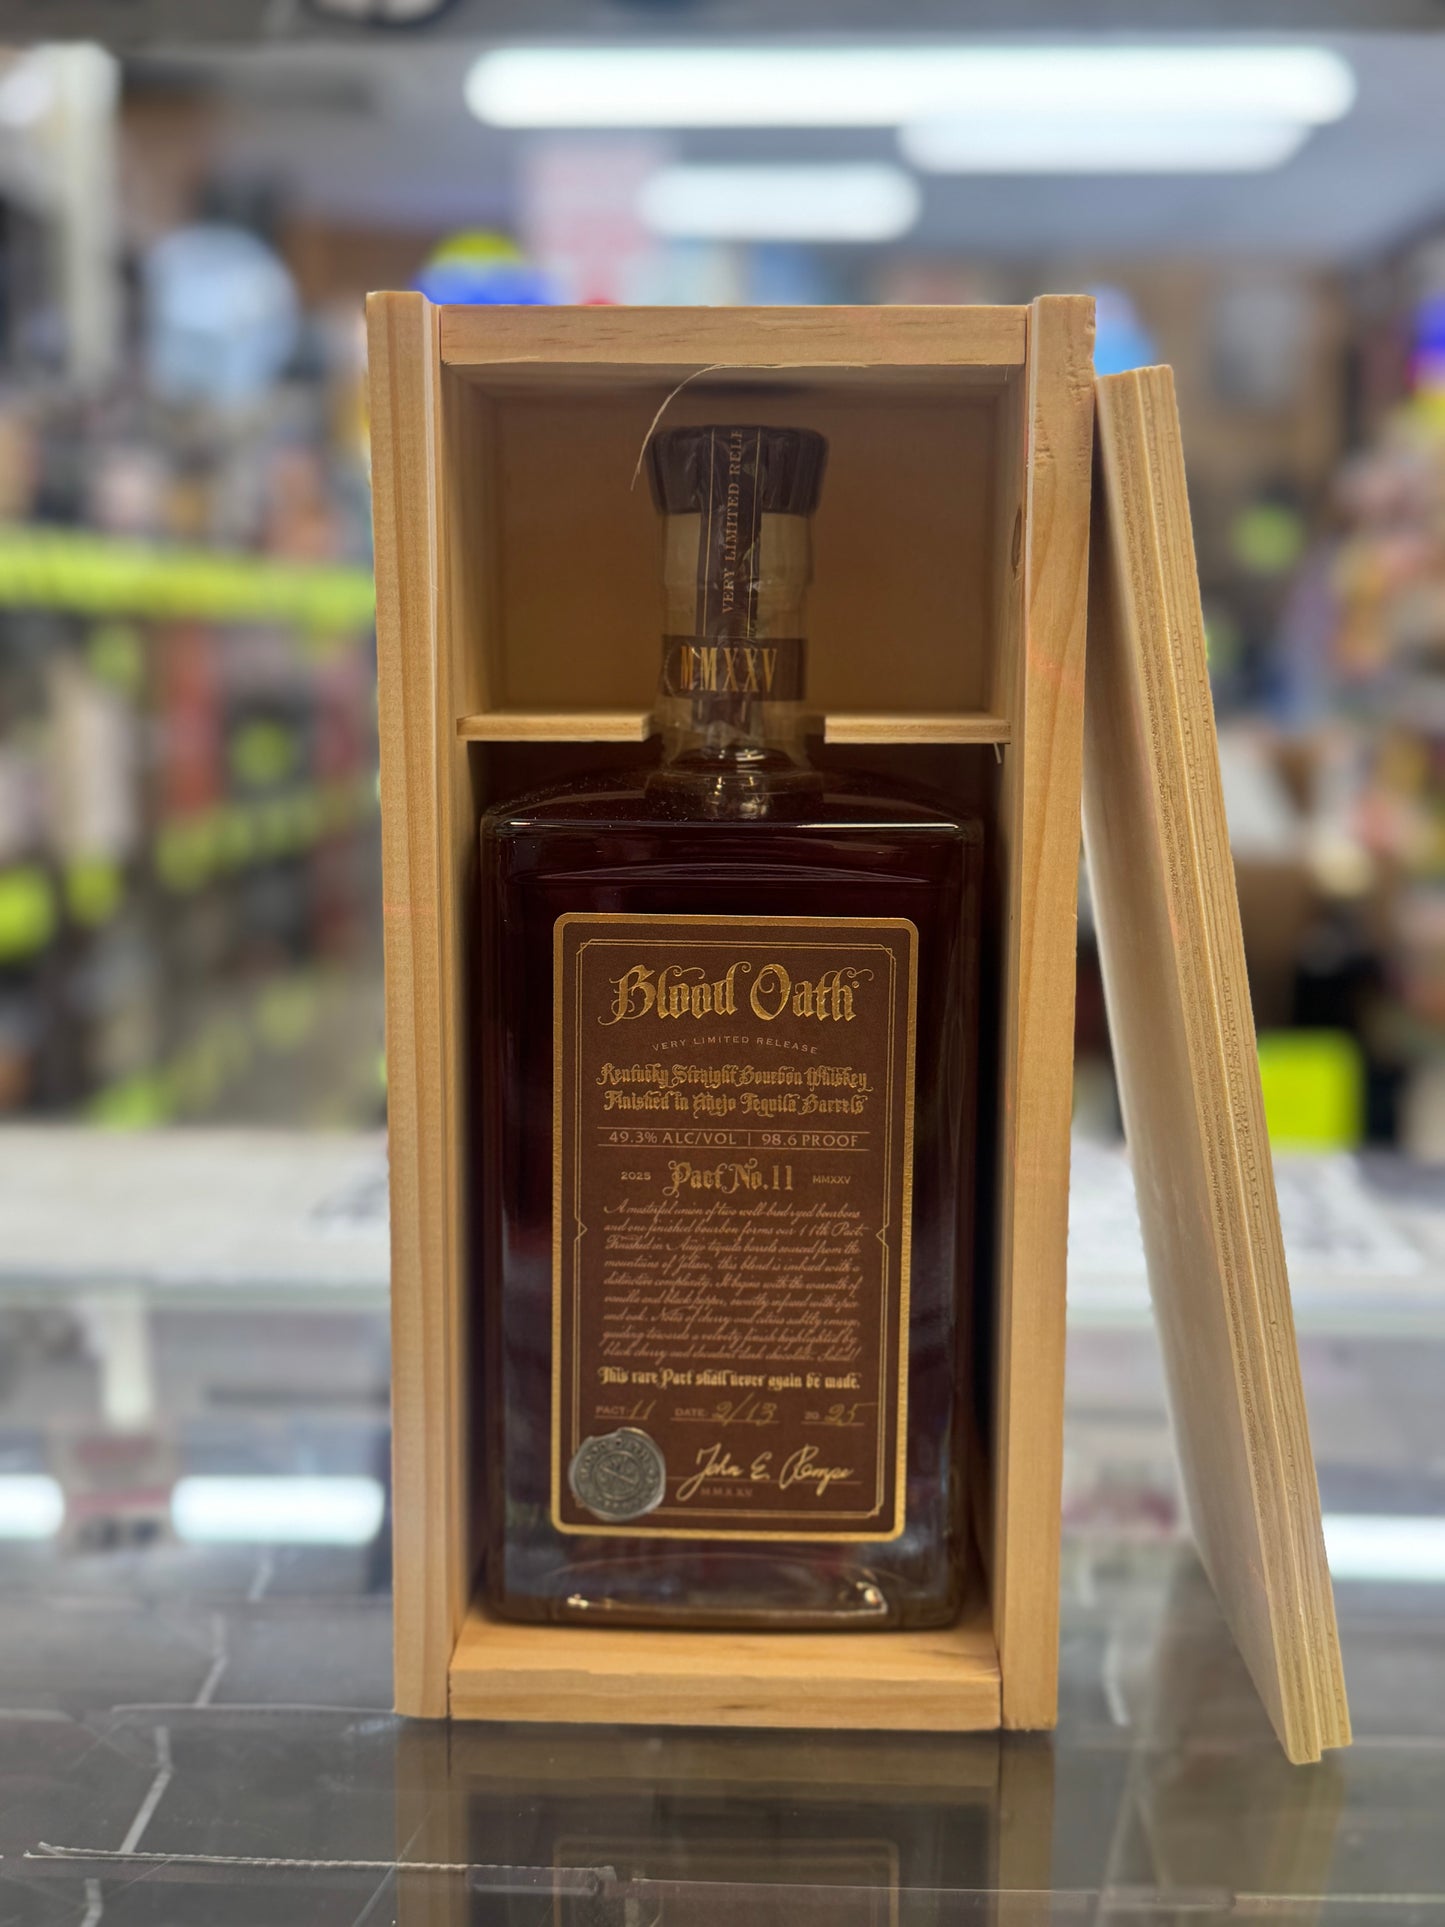 VERY LIMITED RELE
MMXXV
Blood Oath
VERY LIMITED RELEASE
Kentucky Straight Bourbon Whiskey
Finished in Añejo Tequila Barrels
49.3% ALC/VOL | 98.6 PROOF
2025 Pact No.11 MMXXV
A masterful union of two well-bred ryed bourbons
and one finished bourbon forms our 11th Pact.
Finished in Añejo tequila barrels sourced from the
mountains of Jalisco, this blend is imbued with a
distinctive complexity. It begins with the warmth of
vanilla and black pepper, sweetly infused with spice
and oak. Notes of cherry and citrus subtly emerge,
guiding towards a velvety finish highlighted by
black cherry and decadent dark chocolate.
This rare Pact shall never again be made.
PACT: 11 DATE: 2/13 20 25
John E. Rempe
MMXXV